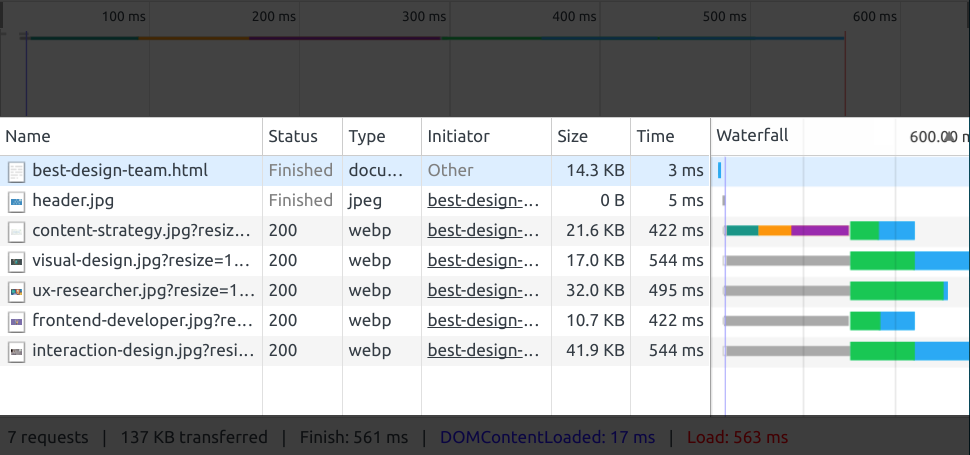 100 ms 200 ms 300 ms 400 ms 500 ms 600 ms
Name Status Type Initiator Size Time Waterfall 600.00 m
best-design-team.html Finished docu... Other 14.3 KB 3 ms
header.jpg Finished jpeg best-design-... 0 B 5 ms
content-strategy.jpg?resiz... 200 webp best-design-... 21.6 KB 422 ms
visual-design.jpg?resize=1... 200 webp best-design-... 17.0 KB 544 ms
ux-researcher.jpg?resize=1... 200 webp best-design-... 32.0 KB 495 ms
frontend-developer.jpg?re... 200 webp best-design-... 10.7 KB 422 ms
interaction-design.jpg?resi... 200 webp best-design-... 41.9 KB 544 ms
7 requests | 137 KB transferred | Finish: 561 ms | DOMContentLoaded: 17 ms | Load: 563 ms